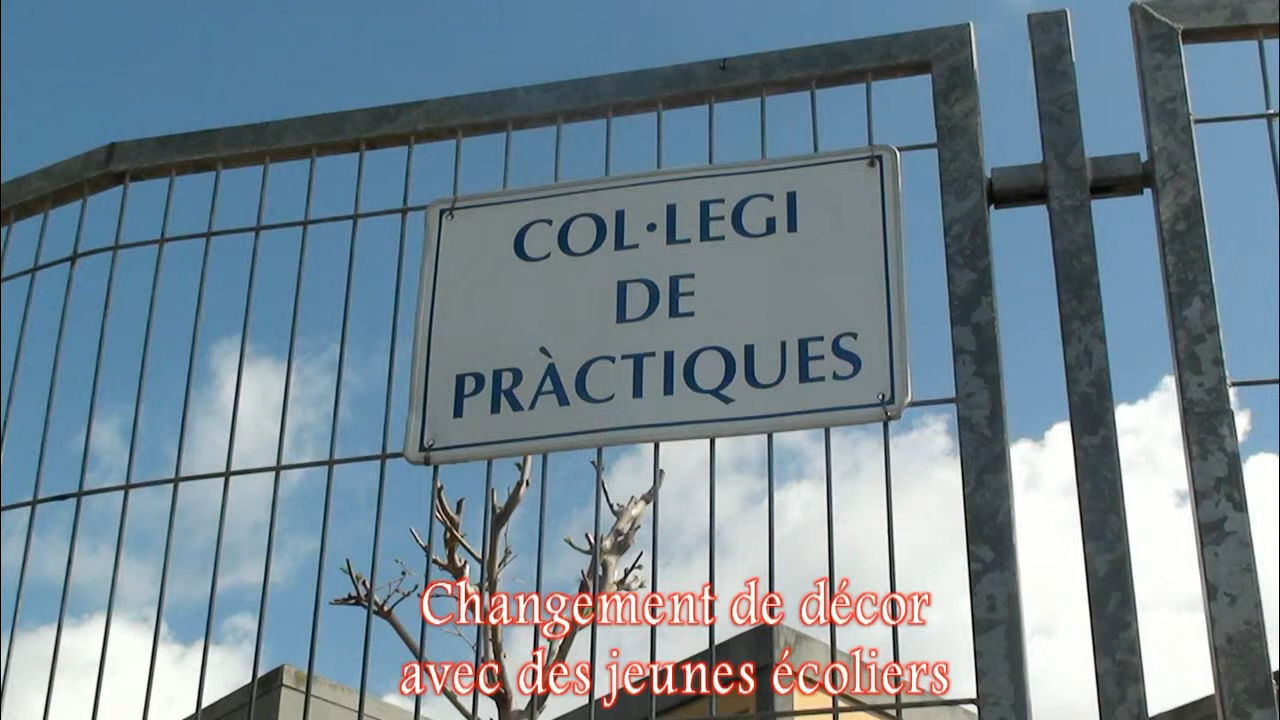 COL·LEGI
DE
PRÀCTIQUES
Changement de décor
avec des jeunes écoliers